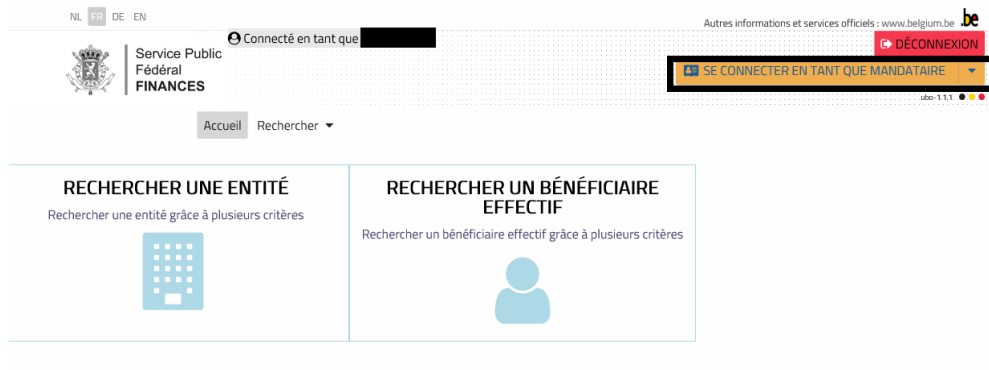 NL FR DE EN
Autres informations et services officiels : www.belgium.be .be
Connecté en tant que
DÉCONNEXION
Service Public
Fédéral
FINANCES
SE CONNECTER EN TANT QUE MANDATAIRE
ubo-1.1.1
Accueil Rechercher
RECHERCHER UNE ENTITÉ
Rechercher une entité grâce à plusieurs critères
RECHERCHER UN BÉNÉFICIAIRE
EFFECTIF
Rechercher un bénéficiaire effectif grâce à plusieurs critères